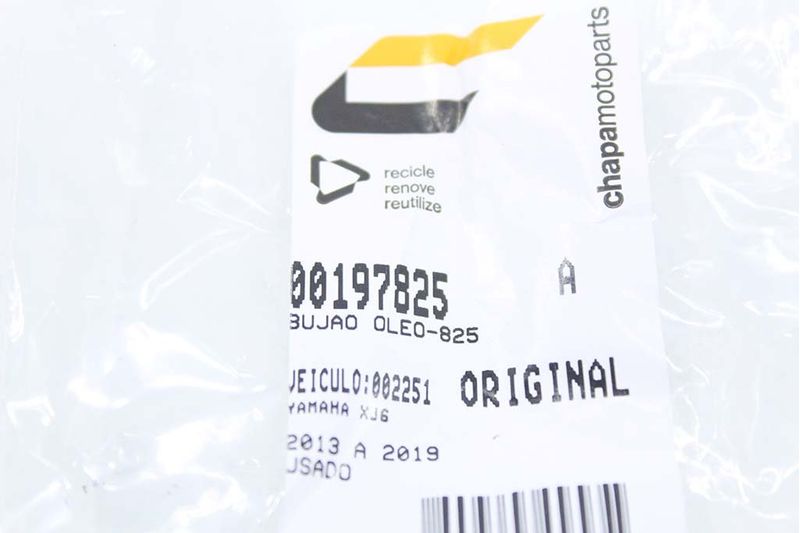 chapamotoparts
recicle
renove
reutilize
00197825
A
BUJAO OLEO-825
VEICULO:002251
ORIGINAL
YAMAHA XJ6
2013 A 2019
USADO